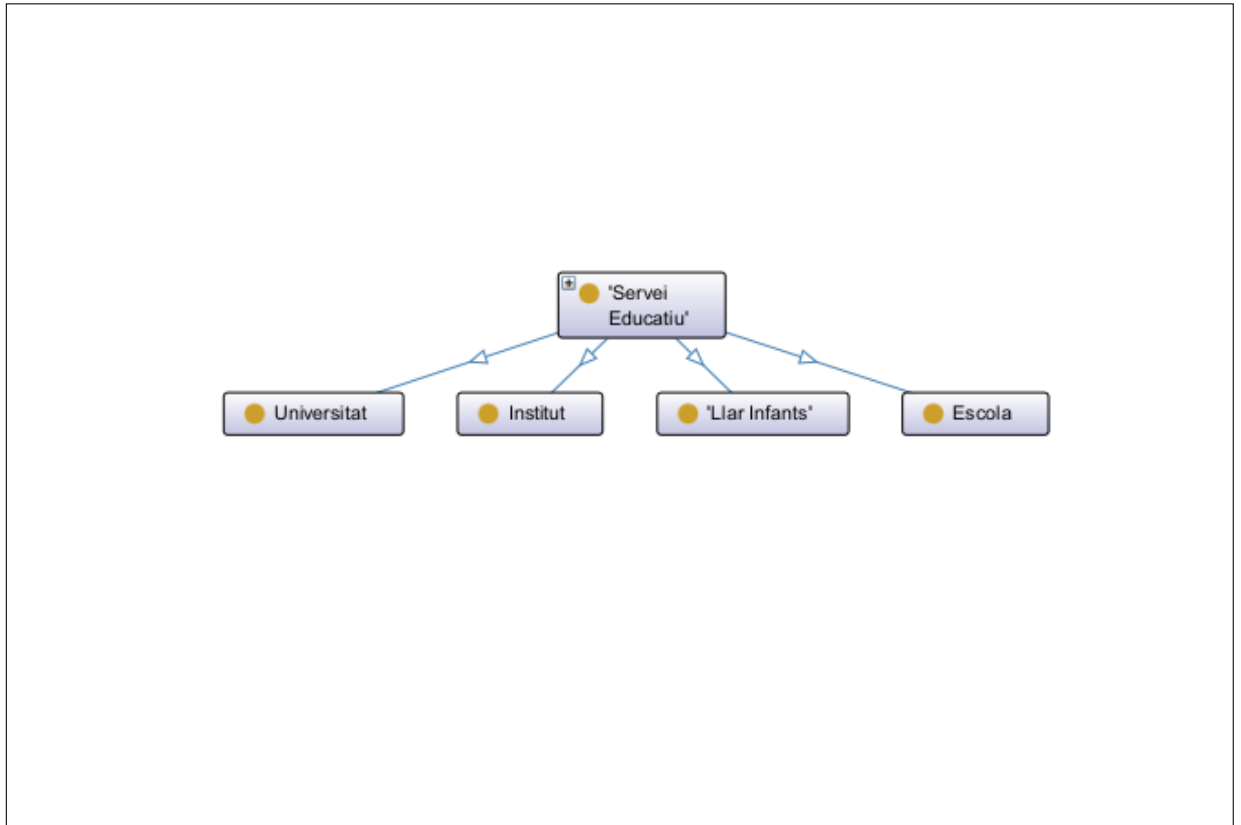 'Servei
Educatiu'
Universitat
Institut
'Llar Infants'
Escola